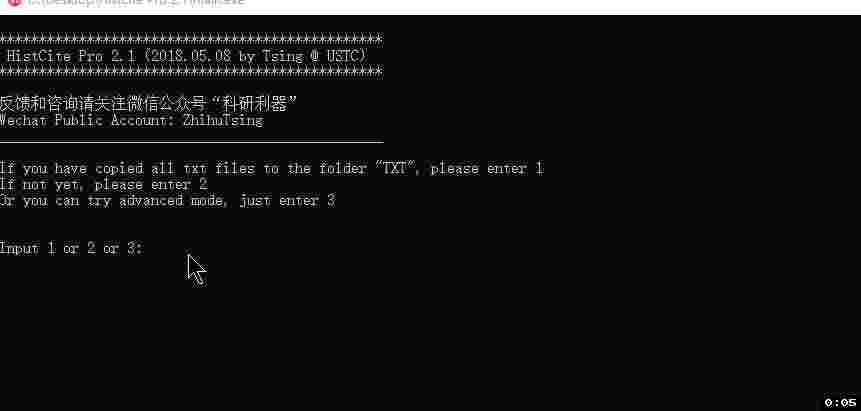 ************************************************
HistCite Pro 2.1 (2018.05.08 by Tsing @ USTC)
************************************************
反馈和咨询请关注微信公众号“科研利器”
Wechat Public Account: ZhihuTsing
________________________________________________
If you have copied all txt files to the folder "TXT", please enter 1
If not yet, please enter 2
Or you can try advanced mode, just enter 3
Input 1 or 2 or 3:
0:05